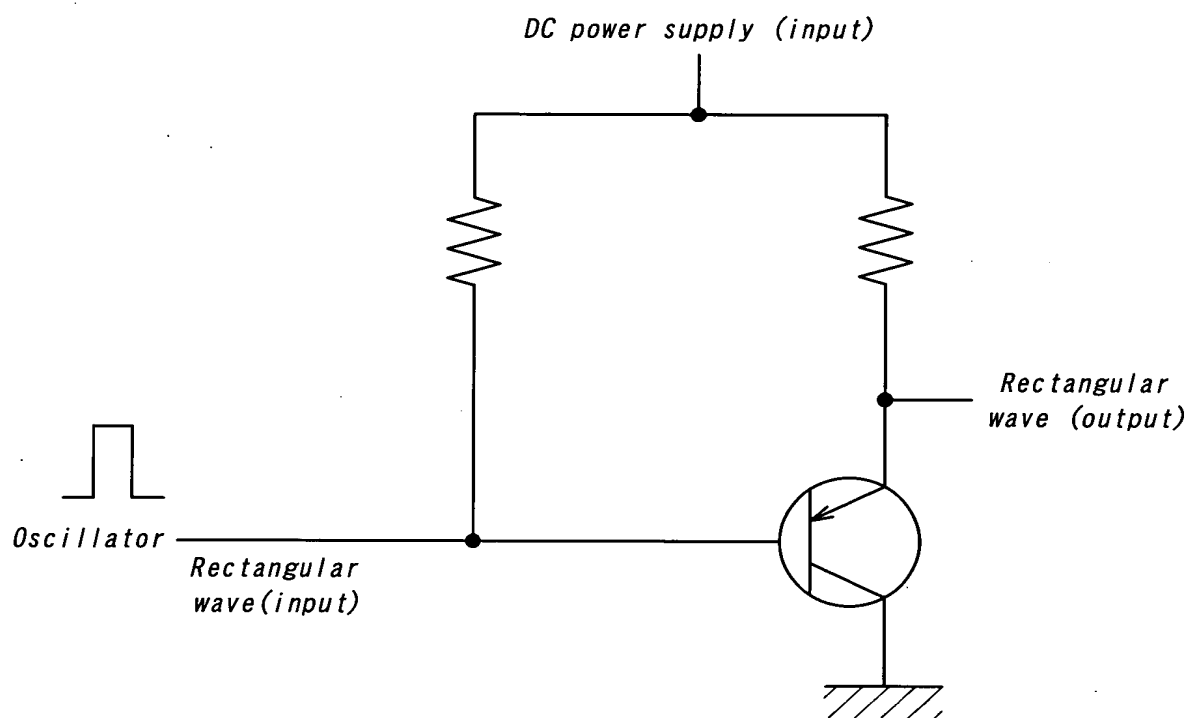 DC power supply (input)
Rectangular
wave (output)
Oscillator
Rectangular
wave(input)